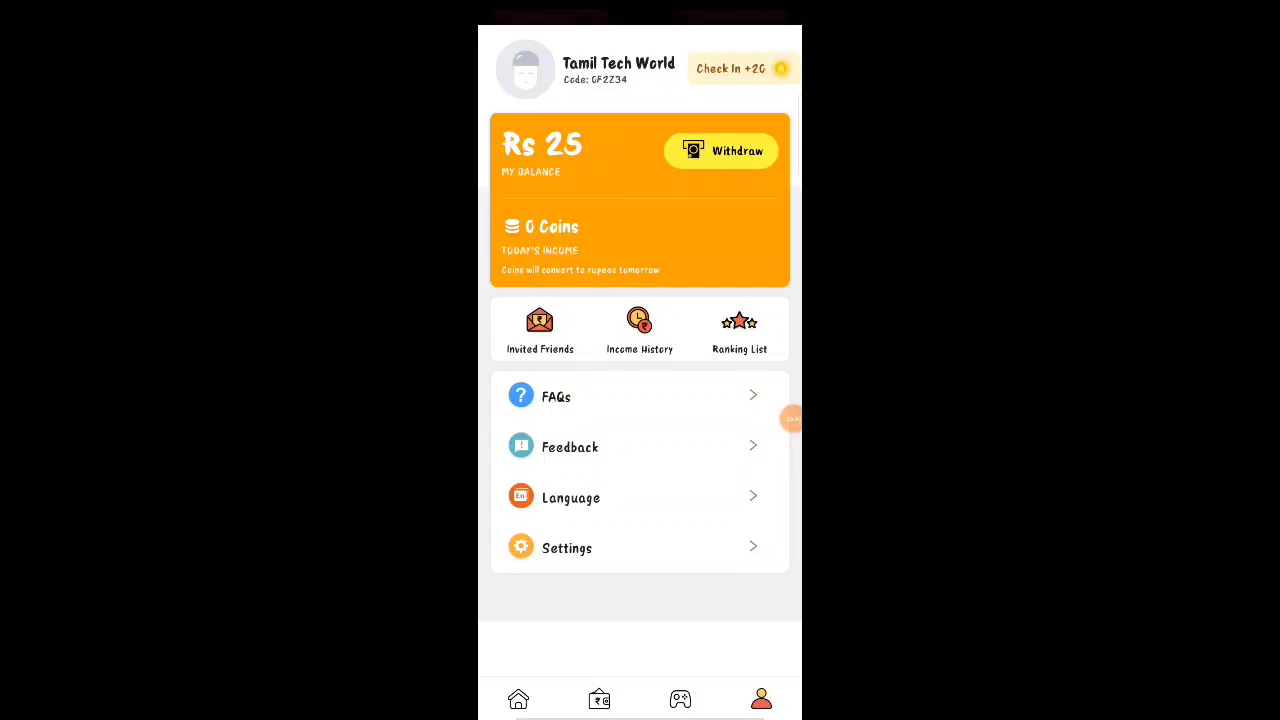 Tamil Tech World
Code: GF2Z34
Check In +20
Rs 25
MY BALANCE
Withdraw
0 Coins
TODAY'S INCOME
Coins will convert to rupees tomorrow
Invited Friends
Income History
Ranking List
FAQs
Feedback
En
Language
Settings